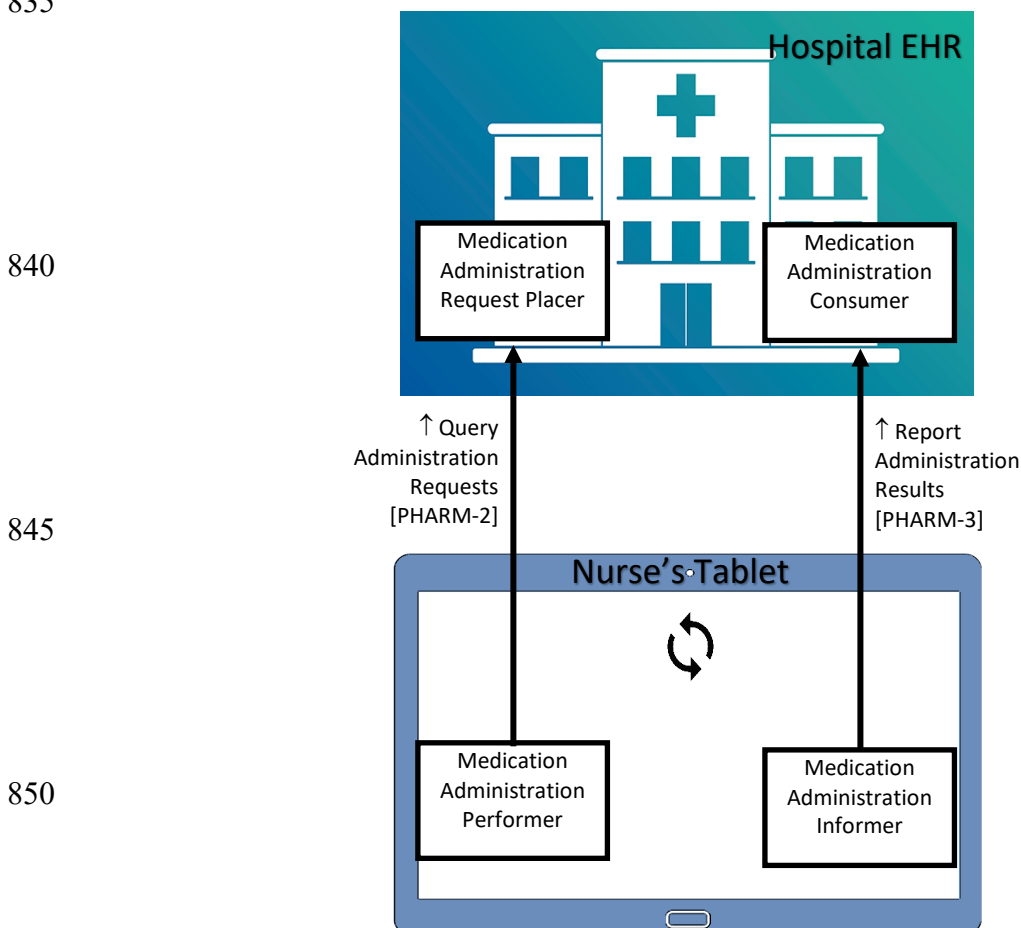 835
Hospital EHR
840
Medication
Administration
Request Placer
Medication
Administration
Consumer
↑ Query
Administration
Requests
[PHARM-2]
↑ Report
Administration
Results
[PHARM-3]
845
Nurse's Tablet
850
Medication
Administration
Performer
Medication
Administration
Informer